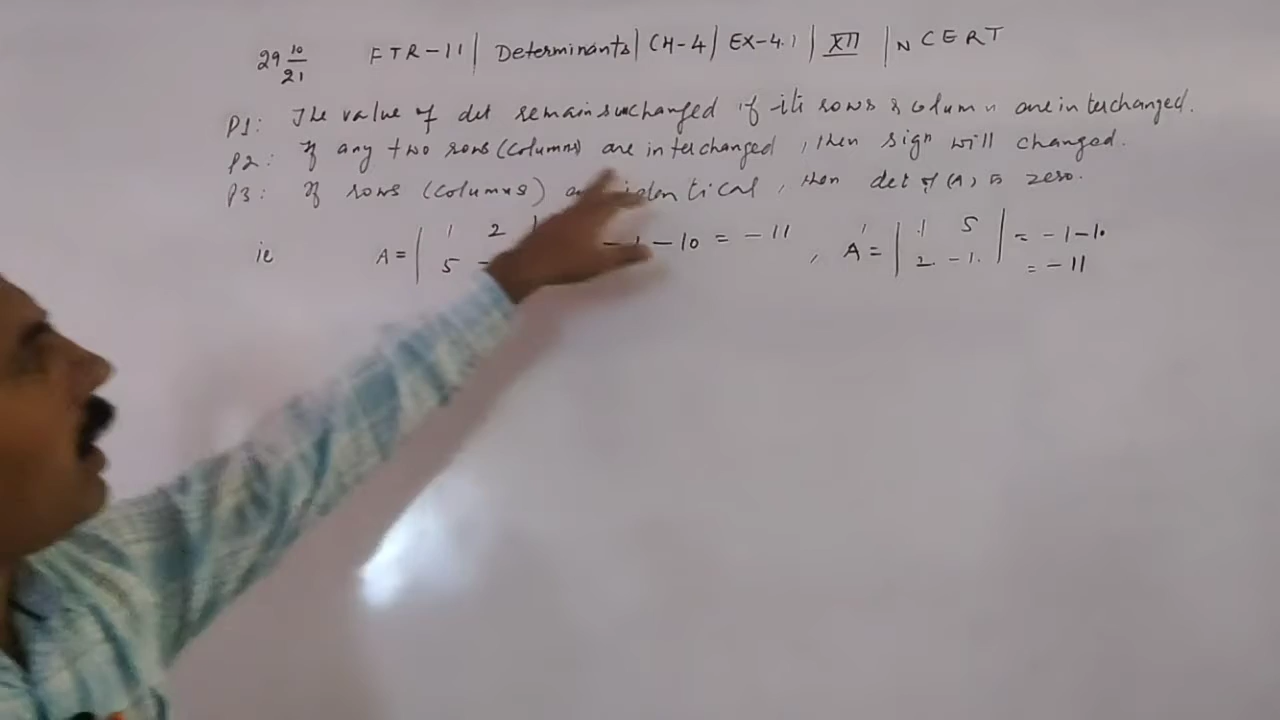 29 10/21 FTR-11 | Determinants | CH-4 | EX-4.1 | XII | NCERT
P1: The value of det remains unchanged if its rows & column are interchanged.
P2: If any two rows (columns) are interchanged, then sign will changed.
P3: If rows (columns) identical, then det of (A) is zero.
ie A = | 1 2 5 - -1-10 = -11, A' = | 1 5 2 -1 | = -1-10
= -11